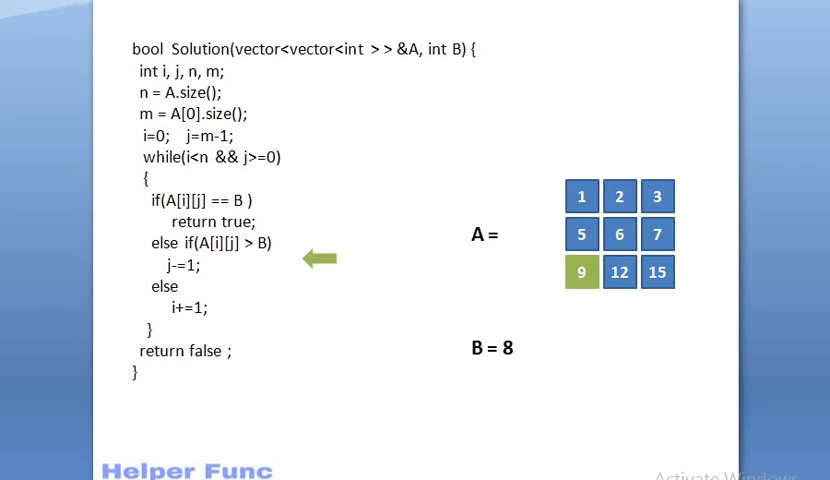 bool Solution(vector<vector<int > > &A, int B) {
int i, j, n, m;
n = A.size();
m = A[0].size();
i=0; j=m-1;
while(i<n && j>=0)
{
if(A[i][j] == B )
return true;
else if(A[i][j] > B)
j-=1;
else
i+=1;
}
return false ;
}
A =
1 2 3
5 6 7
9 12 15
B = 8
Helper Func
Activate Windows